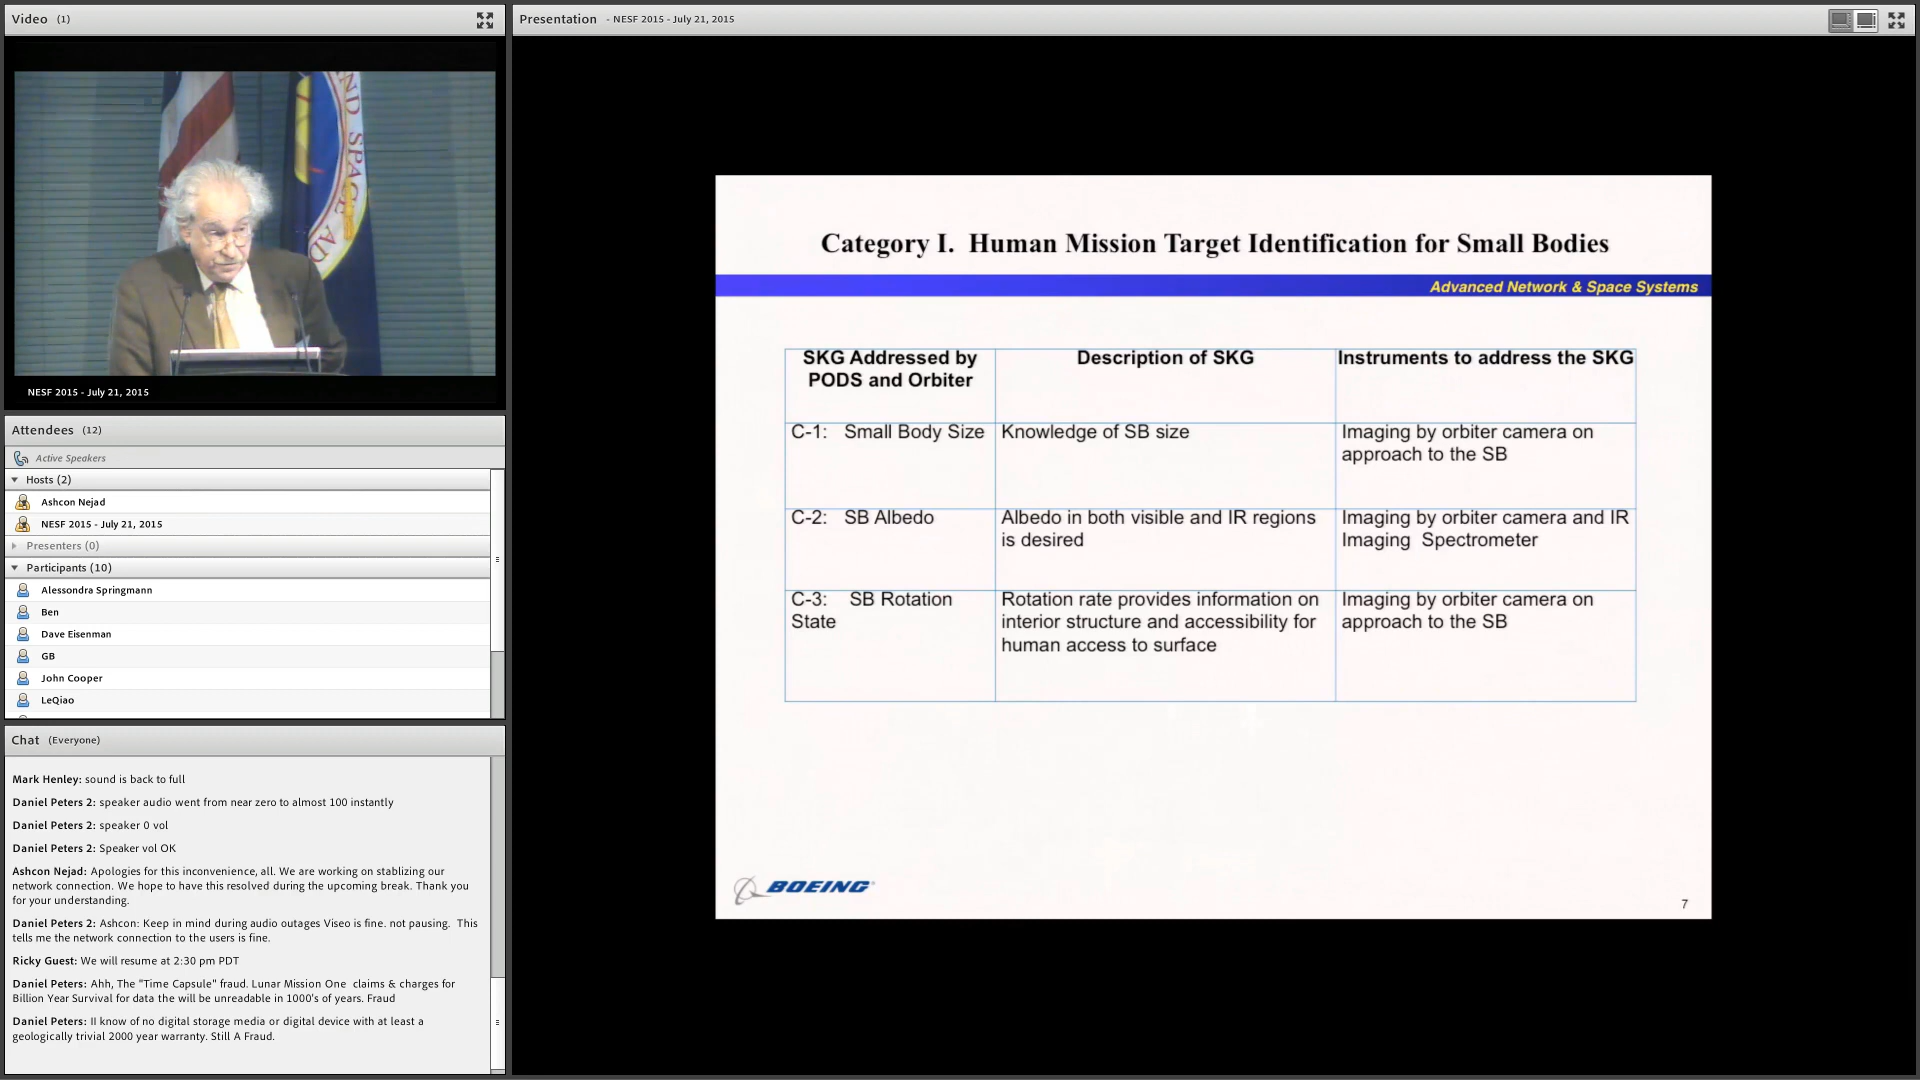 Video (1)
ND SPACE AD
NESF 2015 - July 21, 2015
Attendees (12)
Active Speakers
Hosts (2)
Ashcon Nejad
NESF 2015 - July 21, 2015
Presenters (0)
Participants (10)
Alessondra Springmann
Ben
Dave Eisenman
GB
John Cooper
LeQiao
Chat (Everyone)
Mark Henley: sound is back to full
Daniel Peters 2: speaker audio went from near zero to almost 100 instantly
Daniel Peters 2: speaker 0 vol
Daniel Peters 2: Speaker vol OK
Ashcon Nejad: Apologies for this inconvenience, all. We are working on stablizing our
network connection. We hope to have this resolved during the upcoming break. Thank you
for your understanding.
Daniel Peters 2: Ashcon: Keep in mind during audio outages Viseo is fine. not pausing. This
tells me the network connection to the users is fine.
Ricky Guest: We will resume at 2:30 pm PDT
Daniel Peters: Ahh, The "Time Capsule" fraud. Lunar Mission One claims & charges for
Billion Year Survival for data the will be unreadable in 1000's of years. Fraud
Daniel Peters: II know of no digital storage media or digital device with at least a
geologically trivial 2000 year warranty. Still A Fraud.
Presentation - NESF 2015 - July 21, 2015
Category I. Human Mission Target Identification for Small Bodies
Advanced Network & Space Systems
SKG Addressed by
PODS and Orbiter
Description of SKG
Instruments to address the SKG
C-1: Small Body Size
Knowledge of SB size
Imaging by orbiter camera on
approach to the SB
C-2: SB Albedo
Albedo in both visible and IR regions
is desired
Imaging by orbiter camera and IR
Imaging Spectrometer
C-3: SB Rotation
State
Rotation rate provides information on
interior structure and accessibility for
human access to surface
Imaging by orbiter camera on
approach to the SB
BOEING
7